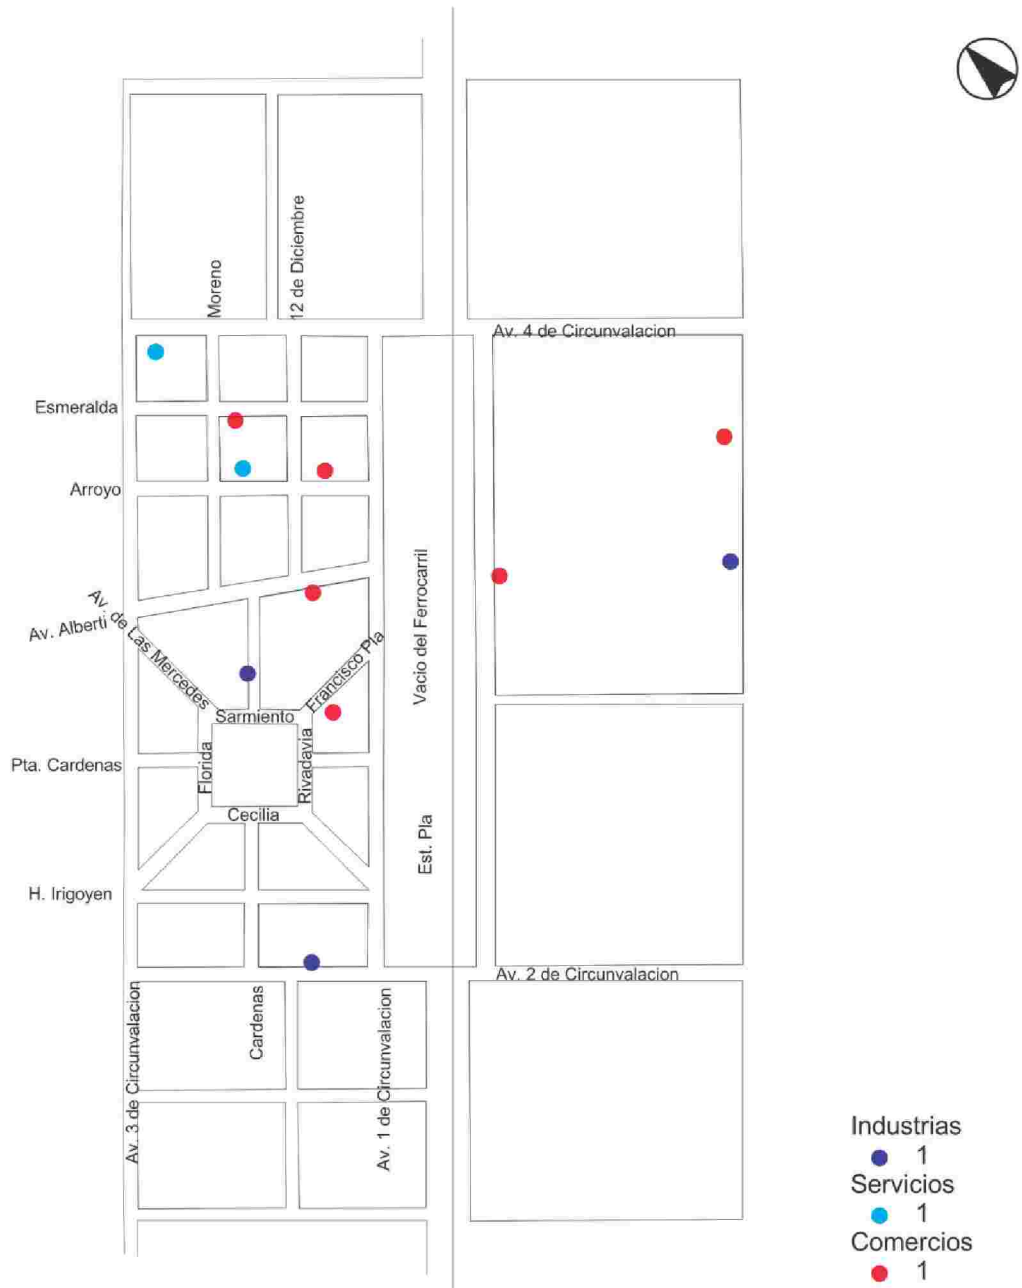 12 de Diciembre
Moreno
Av. 4 de Circunvalacion
Esmeralda
Arroyo
Av. de Las Mercedes
Av. Alberti
Vacio del Ferrocarril
Francisco Pla
Sarmiento
Florida
Rivadavia
Pta. Cardenas
Cecilia
Est. Pla
H. Irigoyen
Av. 2 de Circunvalacion
Av. 3 de Circunvalacion
Cardenas
Av. 1 de Circunvalacion
Industrias
1
Servicios
1
Comercios
1